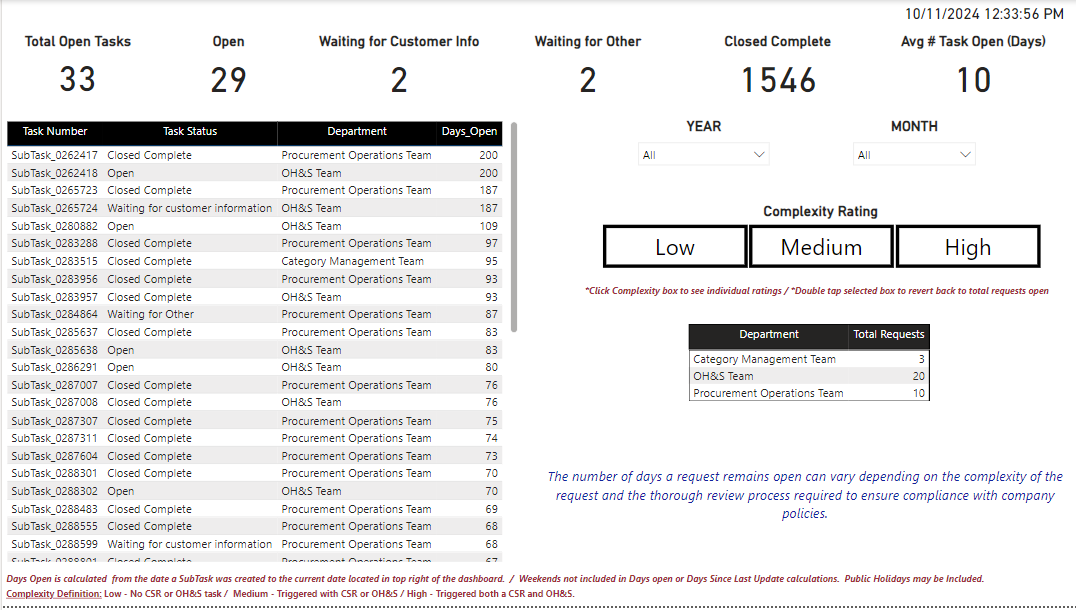 10/11/2024 12:33:56 PM
Total Open Tasks Open Waiting for Customer Info Waiting for Other Closed Complete Avg # Task Open (Days)
33 29 2 2 1546 10
Task Number Task Status Department Days_Open
SubTask_0262417 Closed Complete Procurement Operations Team 200
SubTask_0262418 Open OH&S Team 200
SubTask_0265723 Closed Complete Procurement Operations Team 187
SubTask_0265724 Waiting for customer information OH&S Team 187
SubTask_0280882 Open OH&S Team 109
SubTask_0283288 Closed Complete Procurement Operations Team 97
SubTask_0283515 Closed Complete Category Management Team 95
SubTask_0283956 Closed Complete Procurement Operations Team 93
SubTask_0283957 Closed Complete OH&S Team 93
SubTask_0284864 Waiting for Other Procurement Operations Team 87
SubTask_0285637 Closed Complete Procurement Operations Team 83
SubTask_0285638 Open OH&S Team 83
SubTask_0286291 Open OH&S Team 80
SubTask_0287007 Closed Complete Procurement Operations Team 76
SubTask_0287008 Closed Complete OH&S Team 76
SubTask_0287307 Closed Complete Procurement Operations Team 75
SubTask_0287311 Closed Complete Procurement Operations Team 74
SubTask_0287604 Closed Complete Procurement Operations Team 73
SubTask_0288301 Closed Complete Procurement Operations Team 70
SubTask_0288302 Open OH&S Team 70
SubTask_0288483 Closed Complete Procurement Operations Team 69
SubTask_0288555 Closed Complete Procurement Operations Team 68
SubTask_0288599 Waiting for customer information Procurement Operations Team 68
Closed Complete Procurement Operations Team 67
YEAR MONTH
All All
Complexity Rating
Low Medium High
*Click Complexity box to see individual ratings / *Double tap selected box to revert back to total requests open
Department Total Requests
Category Management Team 3
OH&S Team 20
Procurement Operations Team 10
The number of days a request remains open can vary depending on the complexity of the
request and the thorough review process required to ensure compliance with company
policies.
Days Open is calculated from the date a SubTask was created to the current date located in top right of the dashboard. / Weekends not included in Days open or Days Since Last Update calculations. Public Holidays may be Included.
Complexity Definition: Low - No CSR or OH&S task / Medium - Triggered with CSR or OH&S / High - Triggered both a CSR and OH&S.